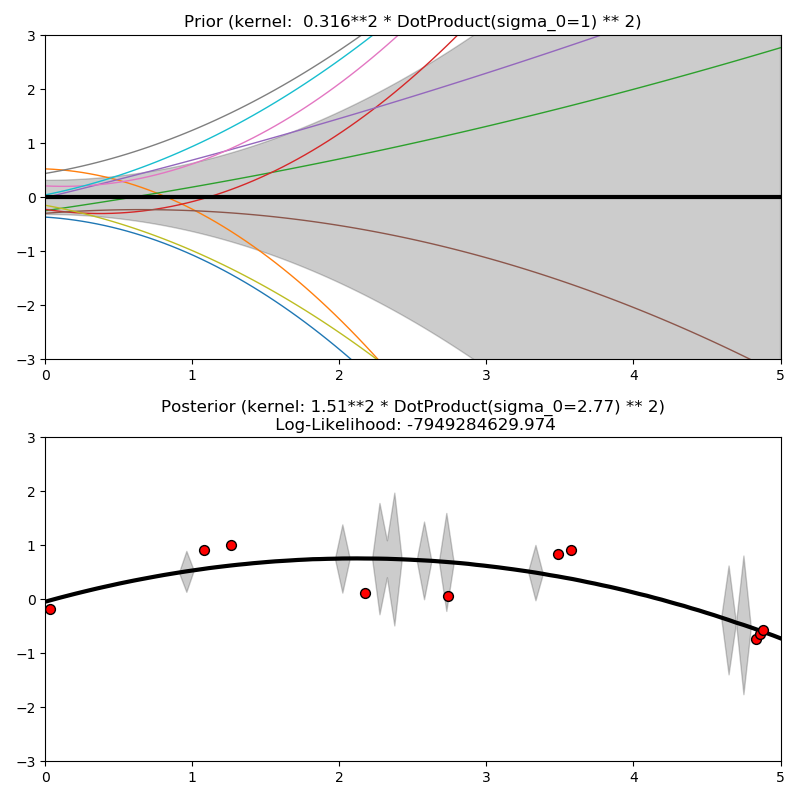 Prior (kernel:  0.316**2 * DotProduct(sigma_0=1) ** 2)
3
2
1
0
−1
−2
−3
0 1 2 3 4 5
Posterior (kernel: 1.51**2 * DotProduct(sigma_0=2.77) ** 2)
Log-Likelihood: -7949284629.974
3
2
1
0
−1
−2
−3
0 1 2 3 4 5